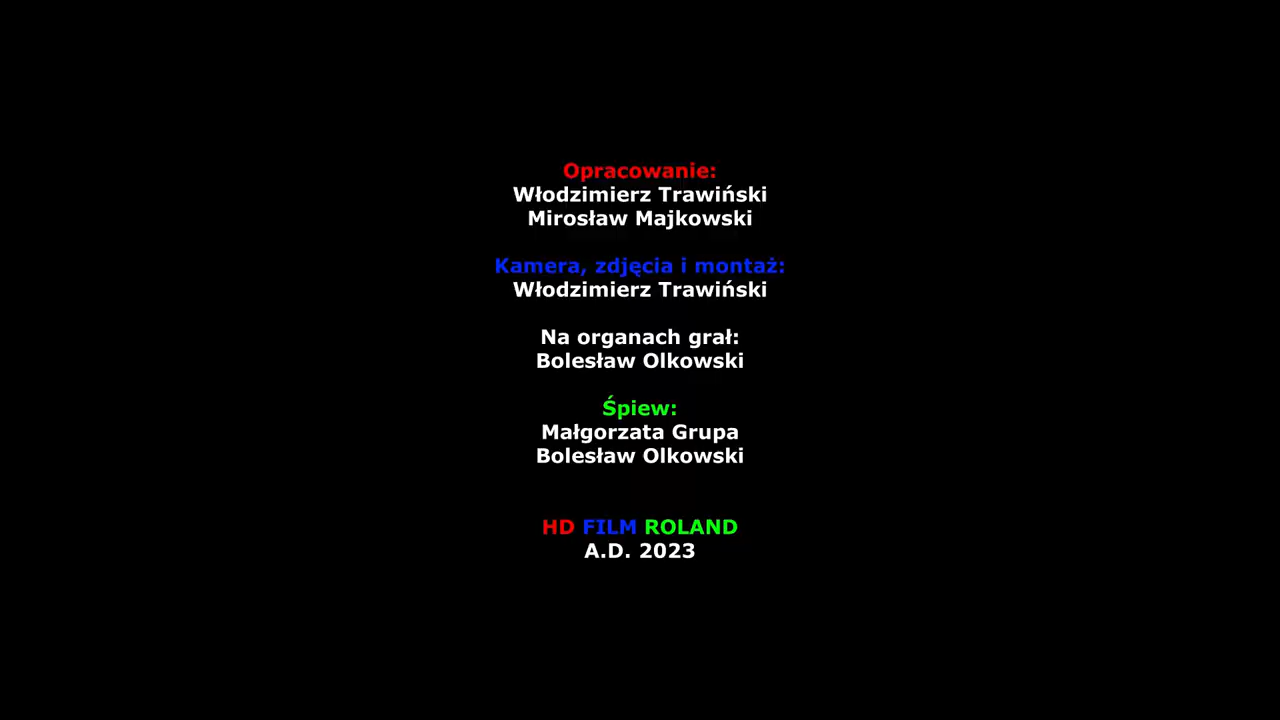 Opracowanie:
Włodzimierz Trawiński
Mirosław Majkowski
Kamera, zdjęcia i montaż:
Włodzimierz Trawiński
Na organach grał:
Bolesław Olkowski
Śpiew:
Małgorzata Grupa
Bolesław Olkowski
HD FILM ROLAND
A.D. 2023